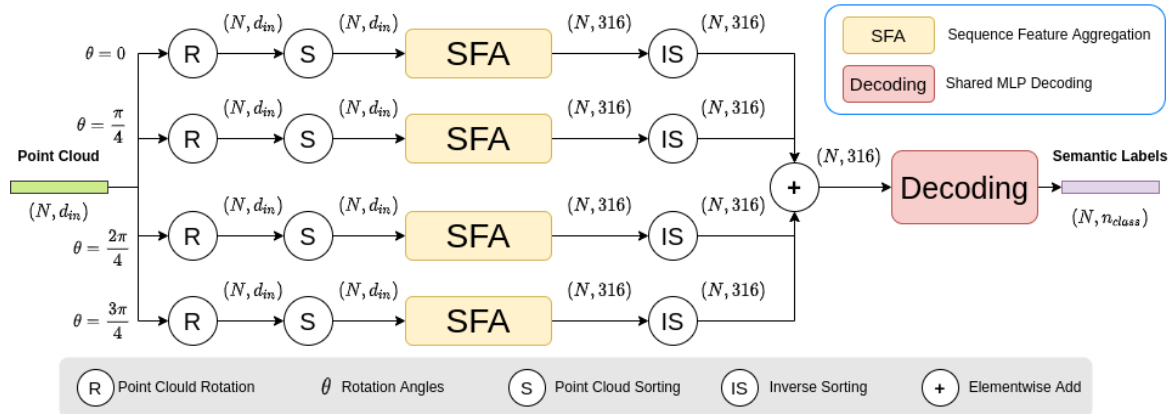 (N, d_in) (N, d_in) (N, 316) (N, 316)
θ = 0 R S SFA IS
SFA Sequence Feature Aggregation
Decoding Shared MLP Decoding
(N, d_in) (N, d_in) (N, 316) (N, 316)
θ = π/4 R S SFA IS
Point Cloud
(N, d_in)
(N, 316)
+ Decoding
Semantic Labels
(N, n_class)
(N, d_in) (N, d_in) (N, 316) (N, 316)
θ = 2π/4 R S SFA IS
(N, d_in) (N, d_in) (N, 316) (N, 316)
θ = 3π/4 R S SFA IS
R Point Clould Rotation θ Rotation Angles S Point Cloud Sorting IS Inverse Sorting + Elementwise Add